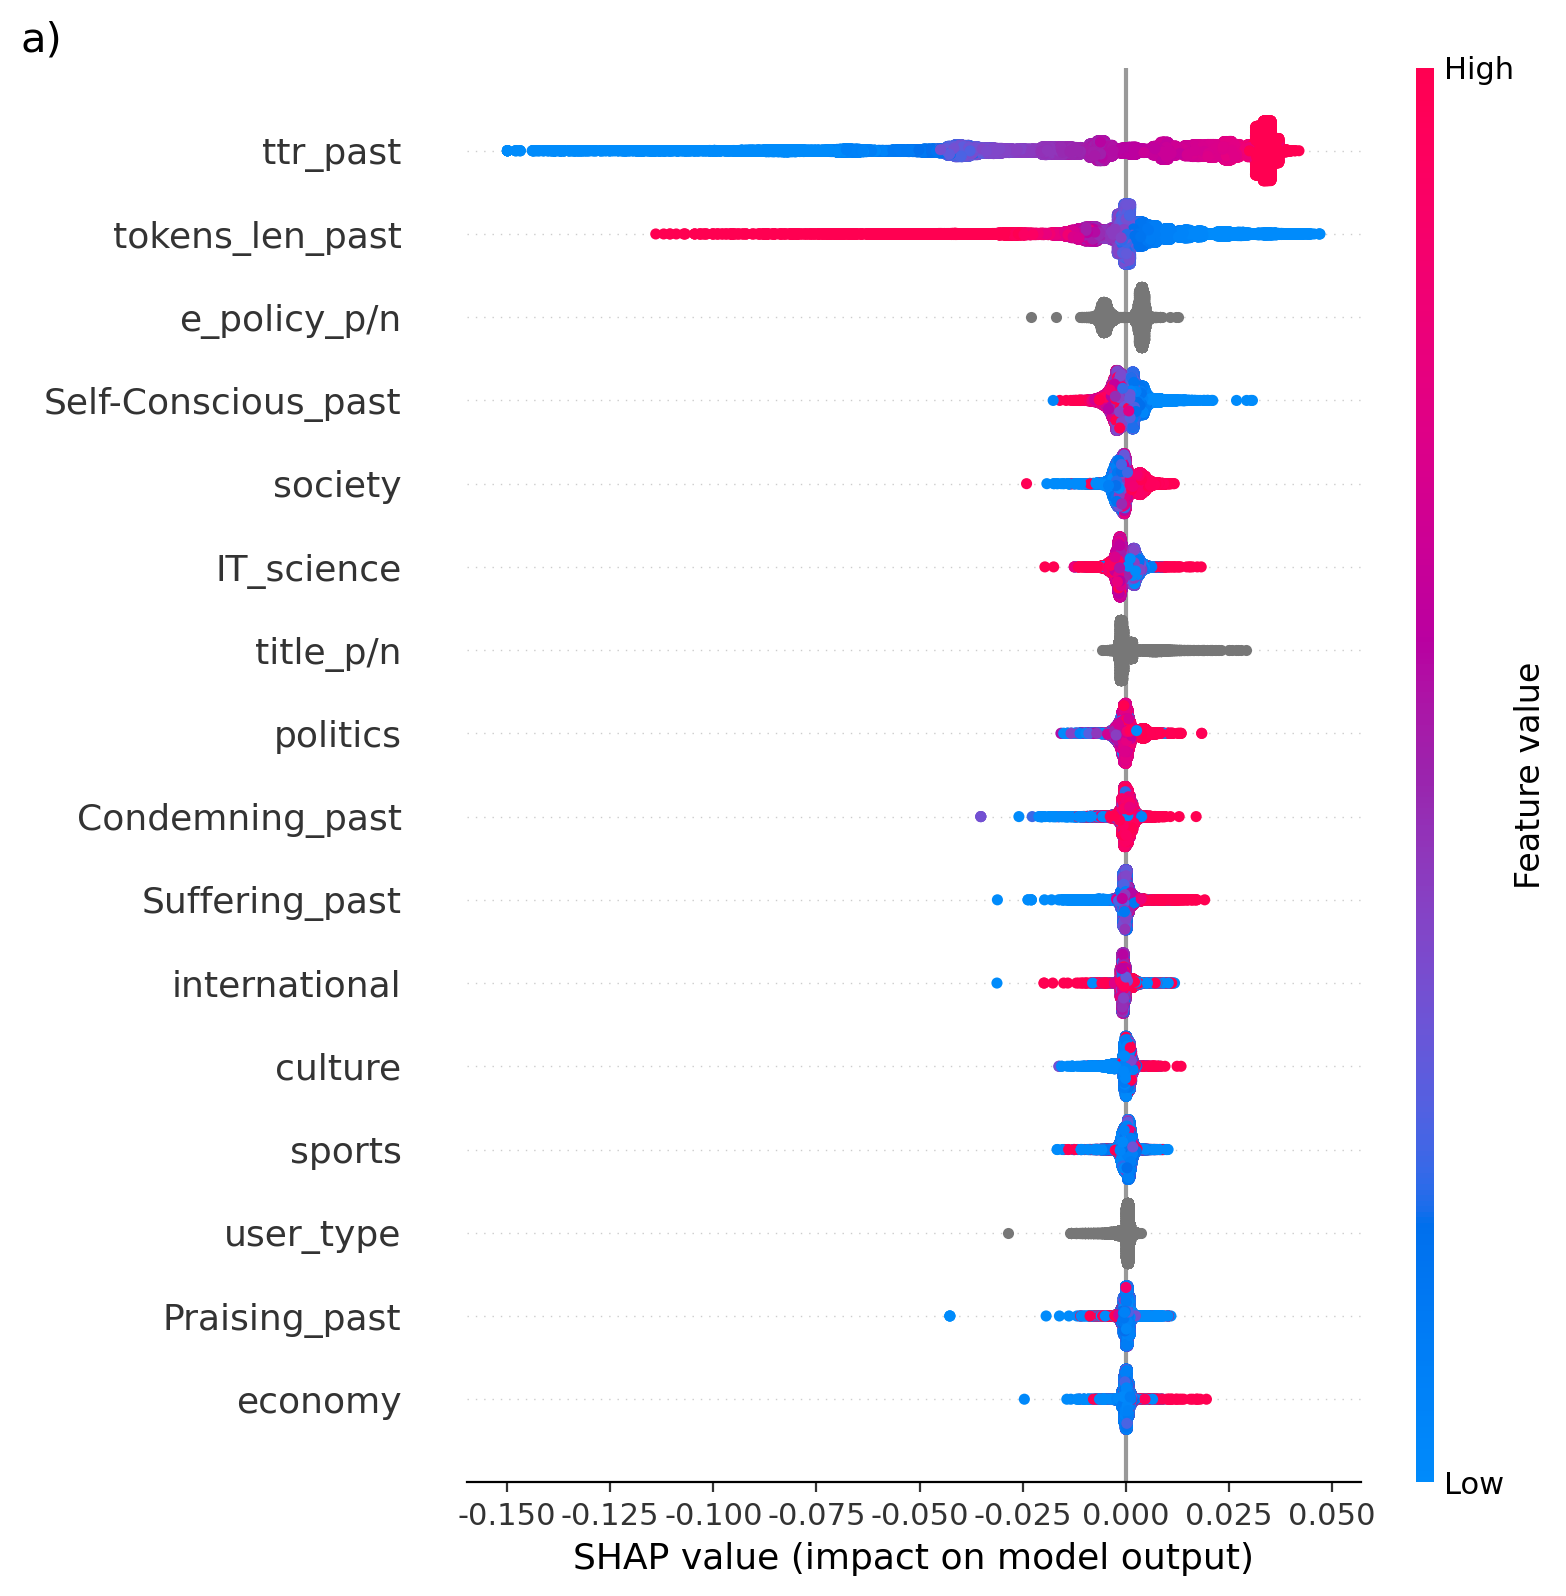 a)
High
ttr_past
tokens_len_past
e_policy_p/n
Self-Conscious_past
society
IT_science
title_p/n
politics
Condemning_past
Suffering_past
international
culture
sports
user_type
Praising_past
economy
Feature value
Low
-0.150 -0.125 -0.100 -0.075 -0.050 -0.025 0.000 0.025 0.050
SHAP value (impact on model output)